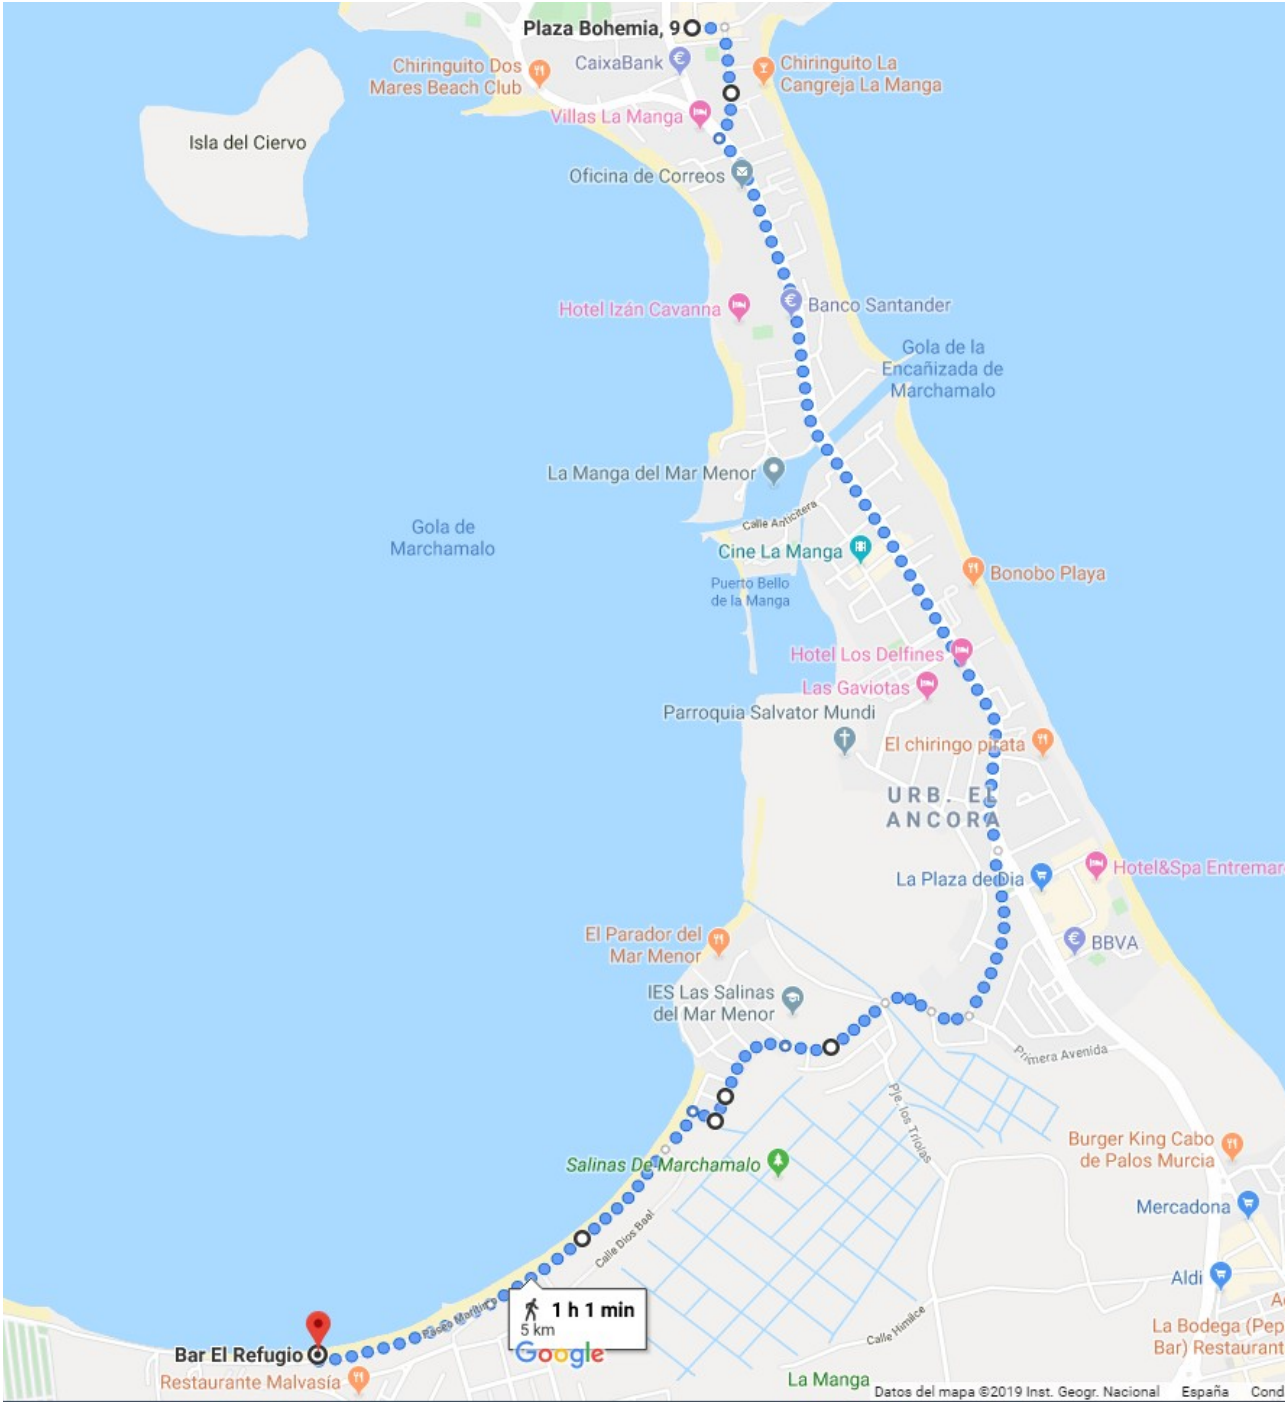 Plaza Bohemia, 9
CaixaBank
Chiringuito Dos
Mares Beach Club
Chiringuito La
Cangreja La Manga
Villas La Manga
Isla del Ciervo
Oficina de Correos
Hotel Izán Cavanna
Banco Santander
Gola de la
Encañizada de
Marchamalo
La Manga del Mar Menor
Calle Anticitera
Gola de
Marchamalo
Cine La Manga
Bonobo Playa
Puerto Bello
de la Manga
Hotel Los Delfines
Las Gaviotas
Parroquia Salvator Mundi
El chiringo pirata
URB. EL
ANCORA
La Plaza de Dia
Hotel&Spa Entremar
El Parador del
Mar Menor
BBVA
IES Las Salinas
del Mar Menor
Primera Avenida
Pje. los Triolas
Burger King Cabo
de Palos Murcia
Salinas De Marchamalo
Mercadona
Calle Dios Baal
Aldi
1 h 1 min
5 km
Google
Paseo Marítimo
Calle Himilce
La Bodega (Pep
Bar) Restaurant
Bar El Refugio
Restaurante Malvasía
La Manga
Datos del mapa ©2019 Inst. Geogr. Nacional España Cond